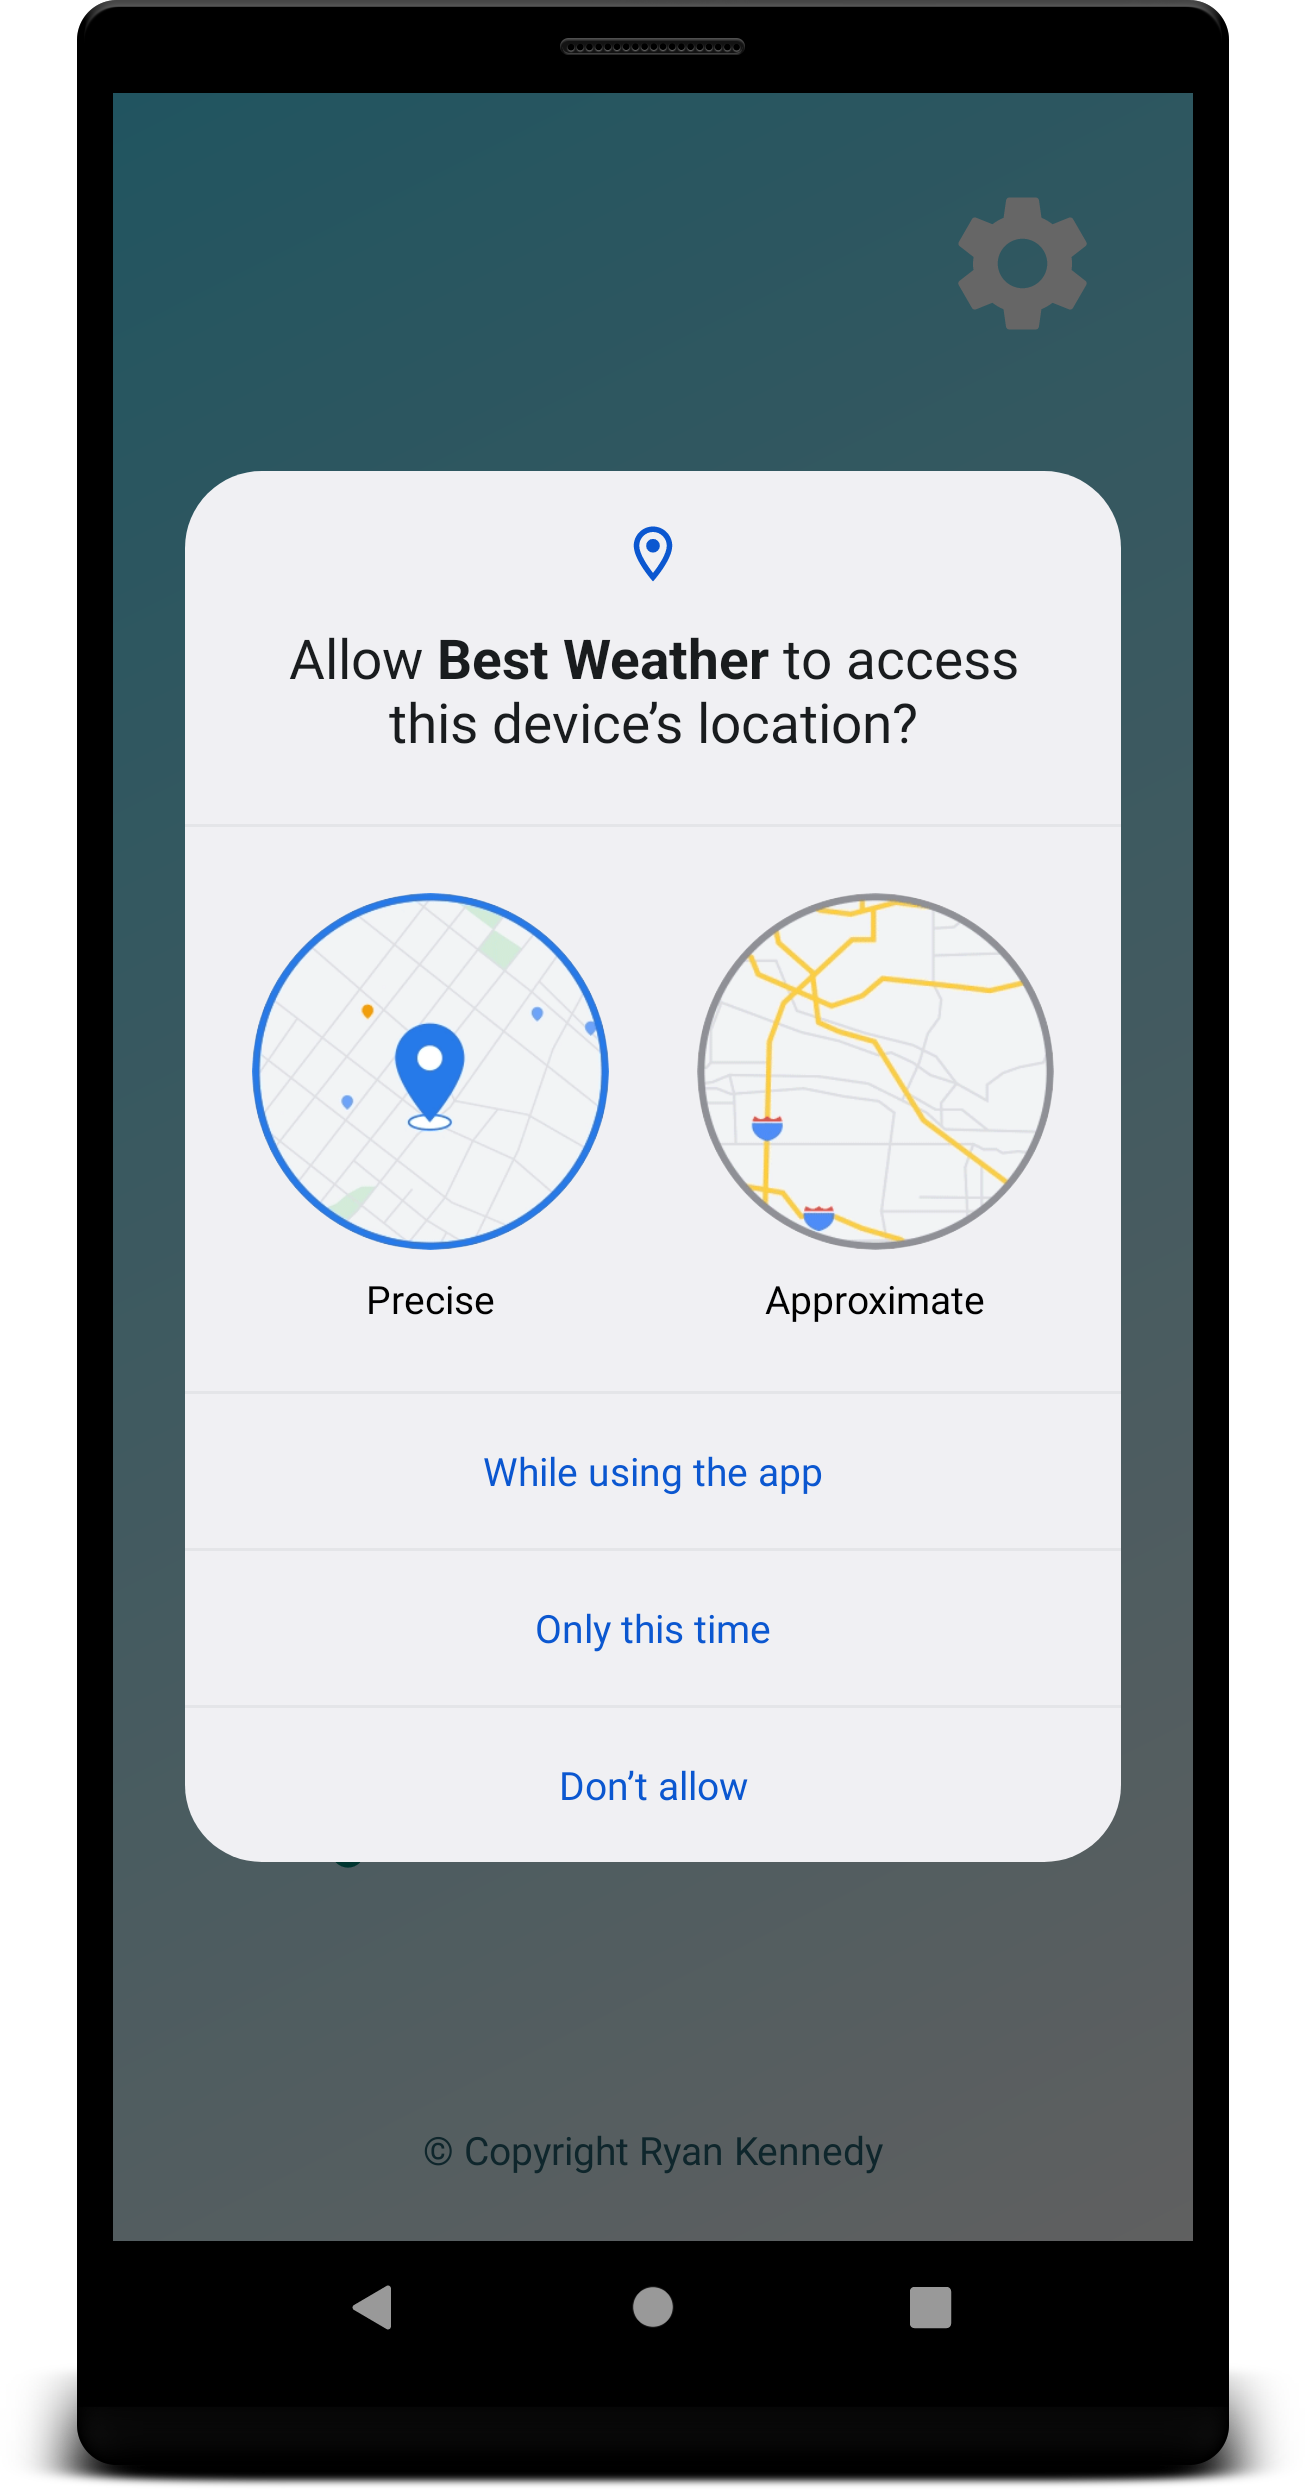 Allow Best Weather to access
this device’s location?
Precise
Approximate
While using the app
Only this time
Don’t allow
© Copyright Ryan Kennedy